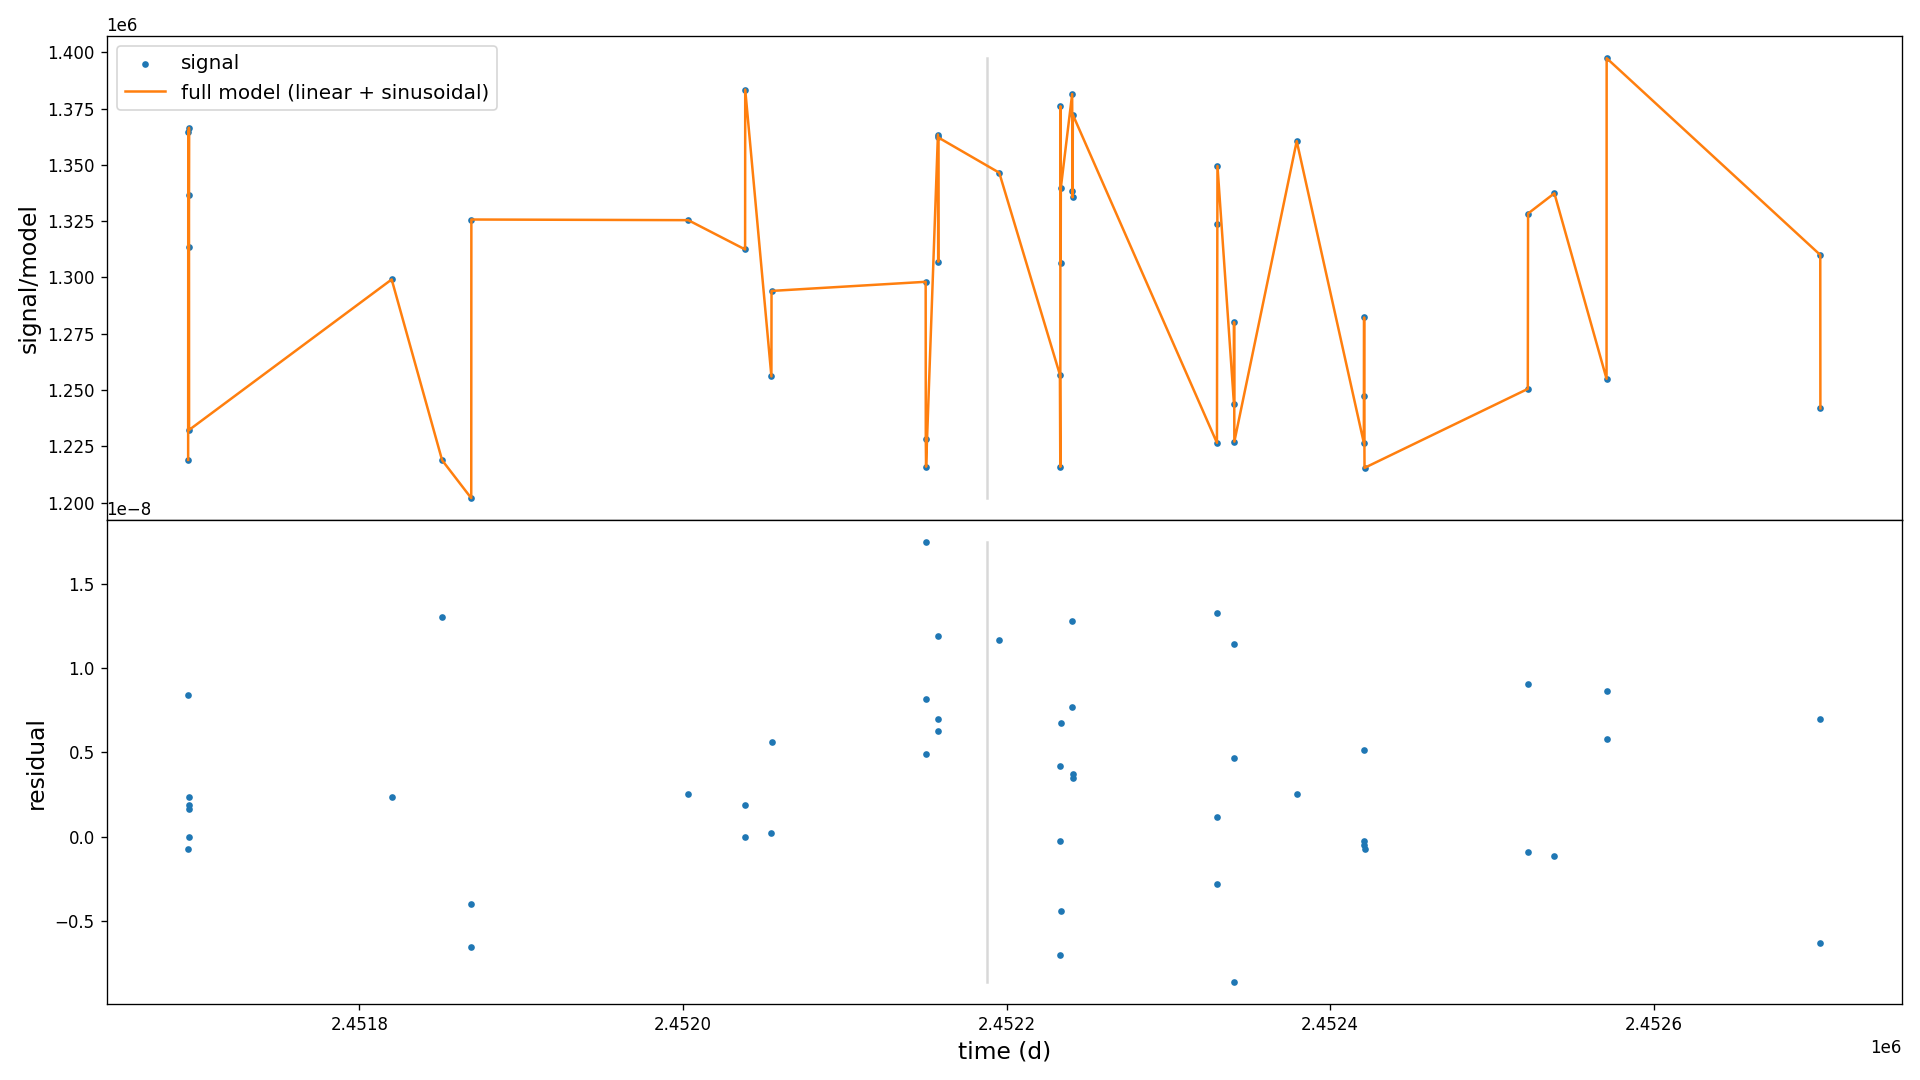 1e6
signal
full model (linear + sinusoidal)
1.400
1.375
1.350
1.325
1.300
1.275
1.250
1.225
1.200
signal/model
1e−8
1.5
1.0
0.5
0.0
−0.5
residual
2.4518
2.4520
2.4522
2.4524
2.4526
time (d)
1e6